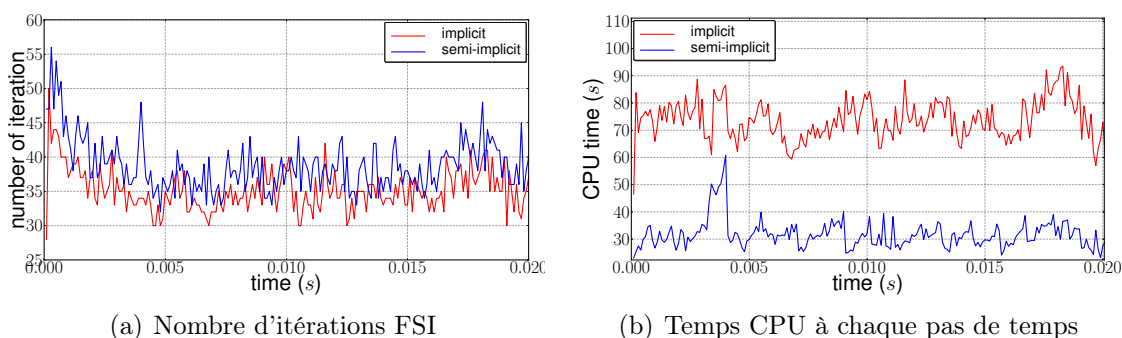 60
55
50
45
40
35
30
25
number of iteration
implicit
semi-implicit
0.000
0.005
0.010
0.015
0.020
time (s)
(a) Nombre d'itérations FSI
110
100
90
80
70
60
50
40
30
CPU time (s)
implicit
semi-implicit
0.000
0.005
0.010
0.015
0.020
time (s)
(b) Temps CPU à chaque pas de temps